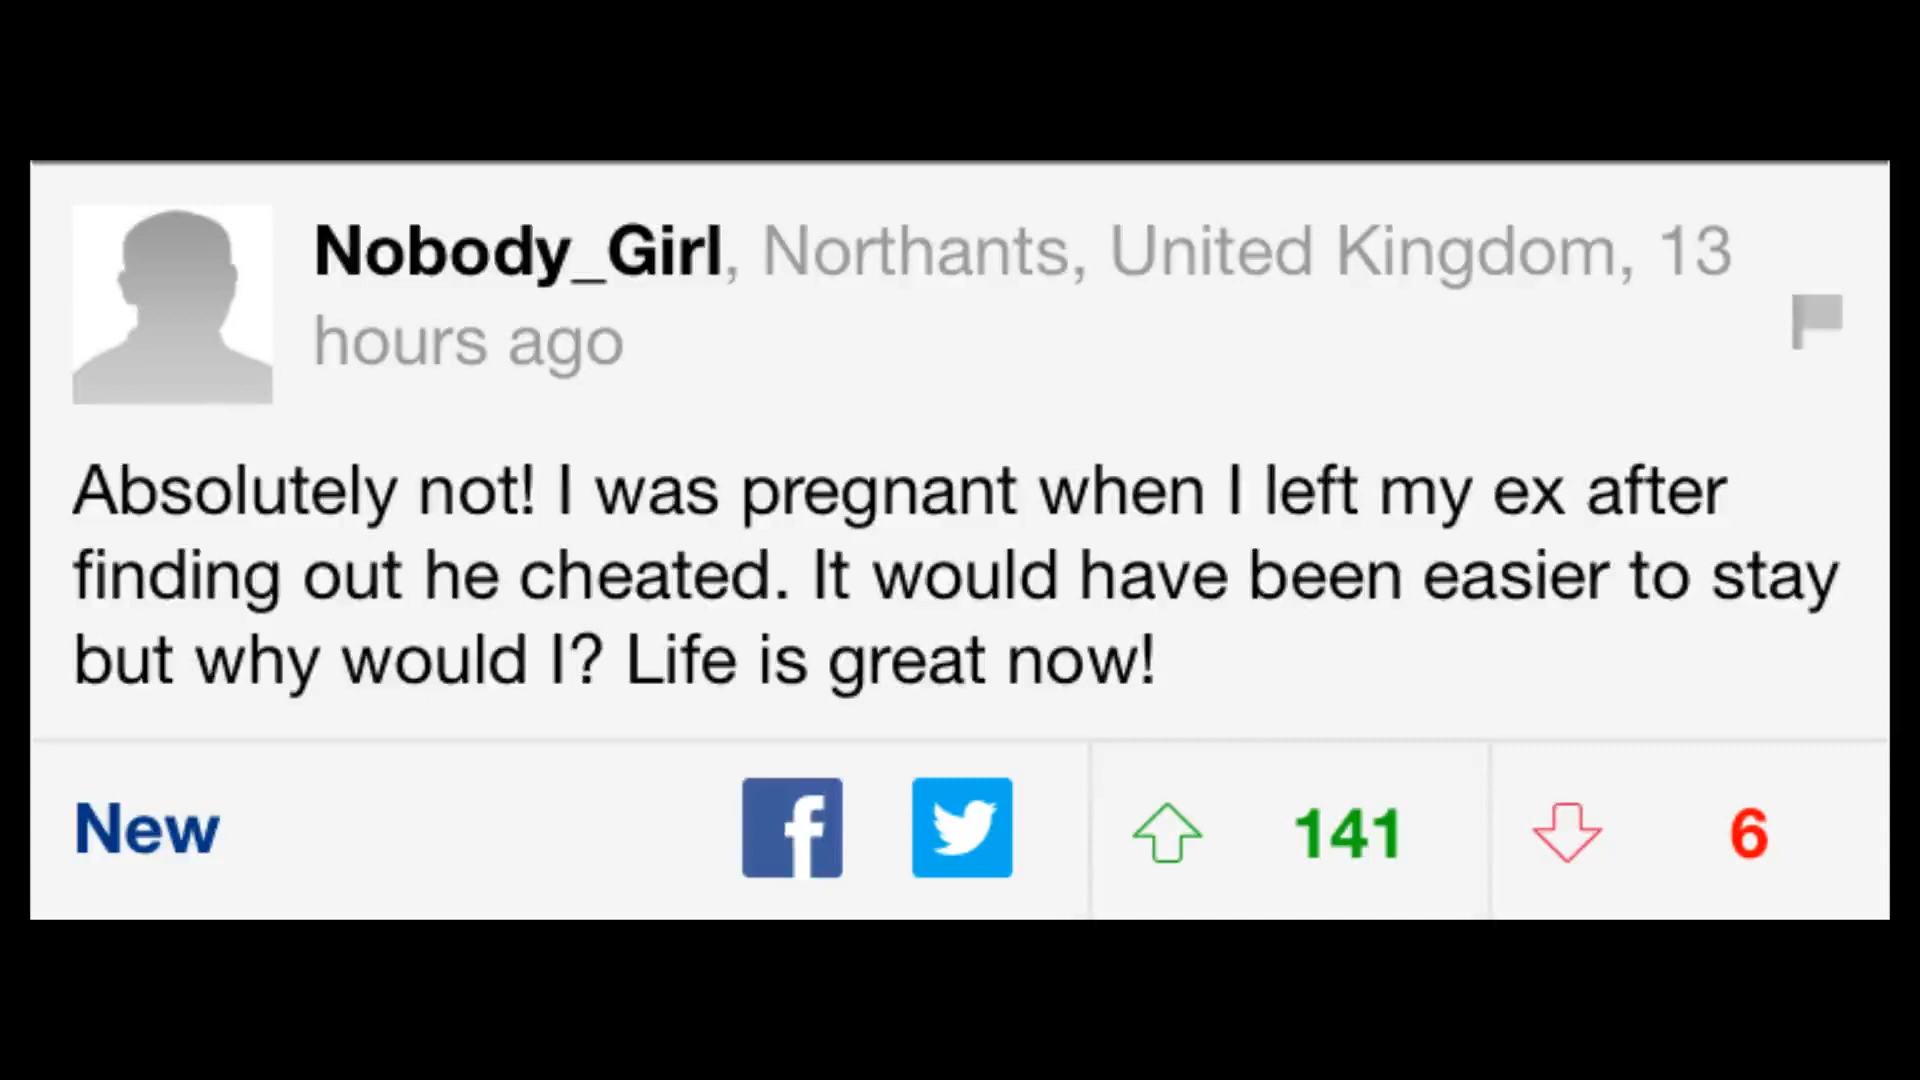 Nobody_Girl, Northants, United Kingdom, 13
hours ago
Absolutely not! I was pregnant when I left my ex after
finding out he cheated. It would have been easier to stay
but why would I? Life is great now!
New 141 6